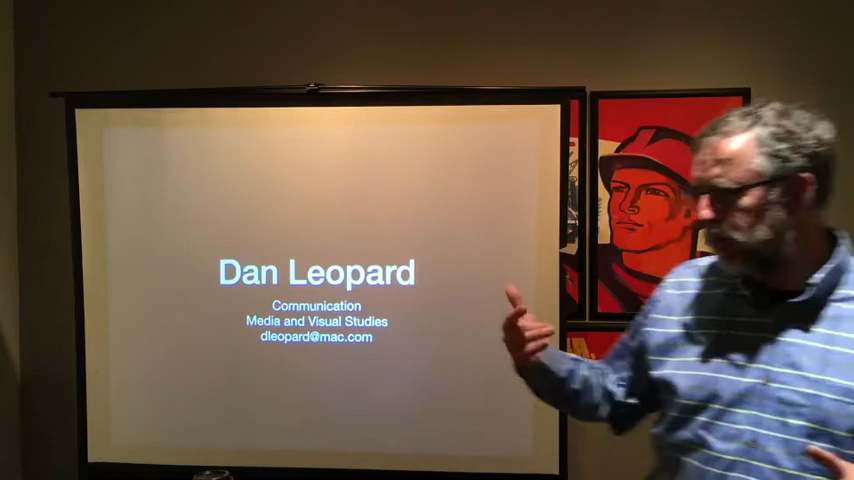 Dan Leopard
Communication
Media and Visual Studies
dleopard@mac.com